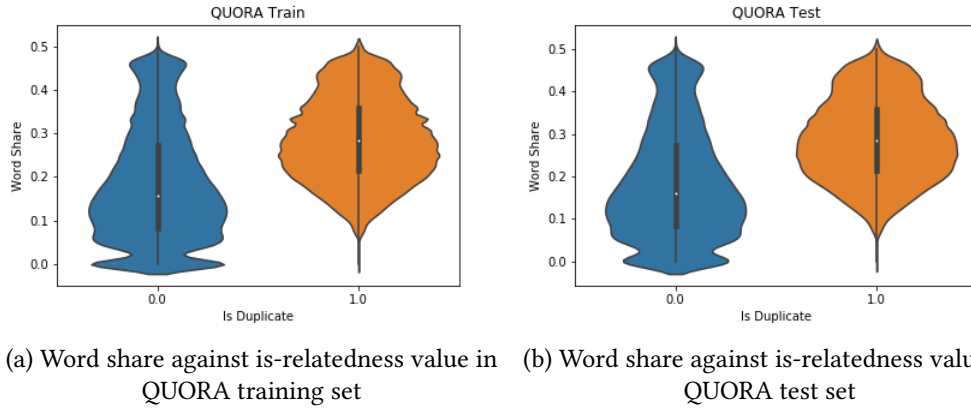 QUORA Train
0.5
0.4
0.3
0.2
0.1
0.0
Word Share
0.0 1.0
Is Duplicate
QUORA Test
0.5
0.4
0.3
0.2
0.1
0.0
Word Share
0.0 1.0
Is Duplicate
(a) Word share against is-relatedness value in
QUORA training set
(b) Word share against is-relatedness valu
QUORA test set